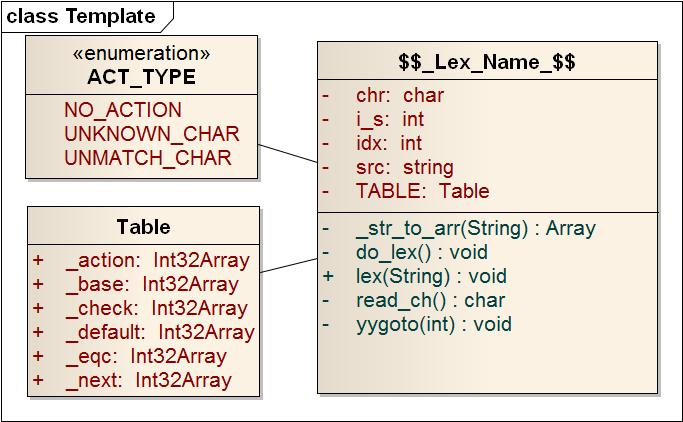 class Template
«enumeration»
ACT_TYPE
NO_ACTION
UNKNOWN_CHAR
UNMATCH_CHAR
$$_Lex_Name_$$
- chr: char
- i_s: int
- idx: int
- src: string
- TABLE: Table
- _str_to_arr(String) : Array
- do_lex() : void
+ lex(String) : void
- read_ch() : char
- yygoto(int) : void
Table
+ _action: Int32Array
+ _base: Int32Array
+ _check: Int32Array
+ _default: Int32Array
+ _eqc: Int32Array
+ _next: Int32Array